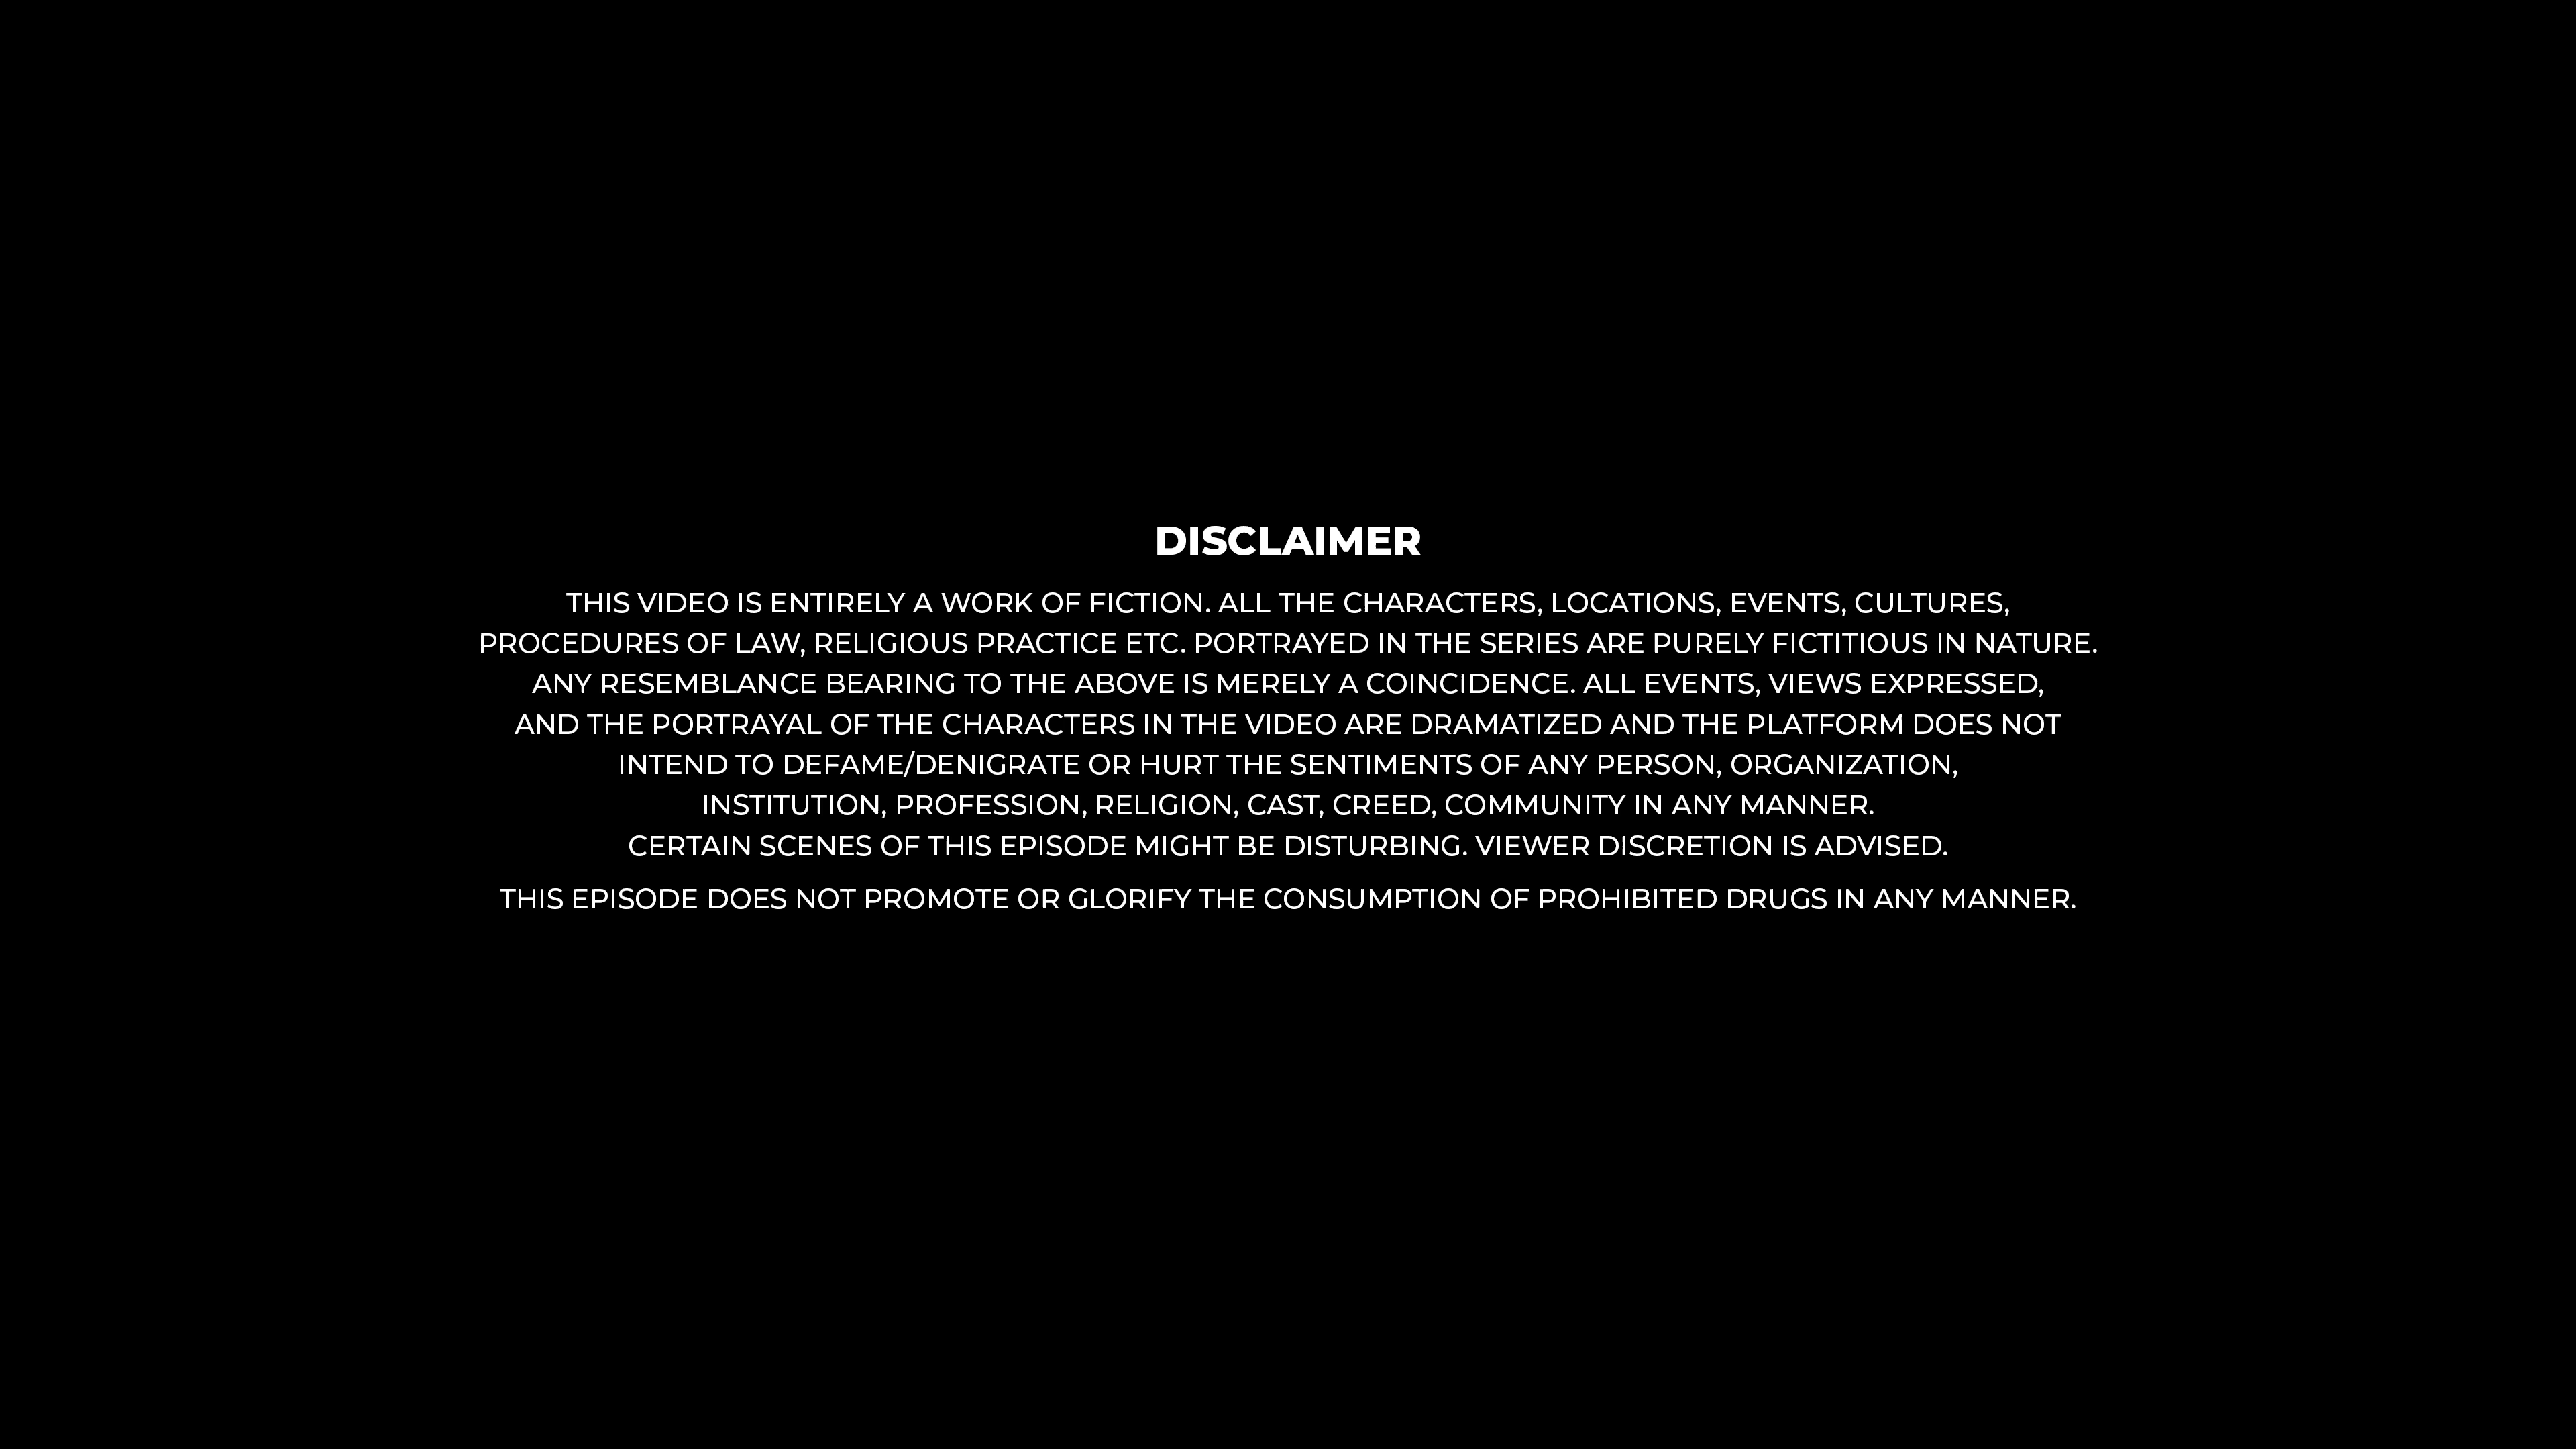 DISCLAIMER
THIS VIDEO IS ENTIRELY A WORK OF FICTION. ALL THE CHARACTERS, LOCATIONS, EVENTS, CULTURES,
PROCEDURES OF LAW, RELIGIOUS PRACTICE ETC. PORTRAYED IN THE SERIES ARE PURELY FICTITIOUS IN NATURE.
ANY RESEMBLANCE BEARING TO THE ABOVE IS MERELY A COINCIDENCE. ALL EVENTS, VIEWS EXPRESSED,
AND THE PORTRAYAL OF THE CHARACTERS IN THE VIDEO ARE DRAMATIZED AND THE PLATFORM DOES NOT
INTEND TO DEFAME/DENIGRATE OR HURT THE SENTIMENTS OF ANY PERSON, ORGANIZATION,
INSTITUTION, PROFESSION, RELIGION, CAST, CREED, COMMUNITY IN ANY MANNER.
CERTAIN SCENES OF THIS EPISODE MIGHT BE DISTURBING. VIEWER DISCRETION IS ADVISED.
THIS EPISODE DOES NOT PROMOTE OR GLORIFY THE CONSUMPTION OF PROHIBITED DRUGS IN ANY MANNER.